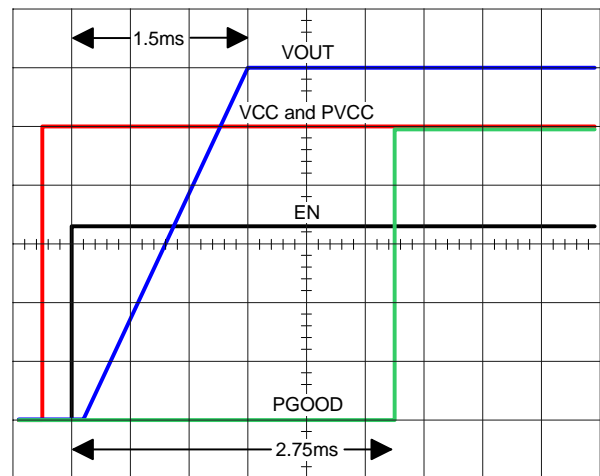 1.5ms
VOUT
VCC and PVCC
EN
PGOOD
2.75ms